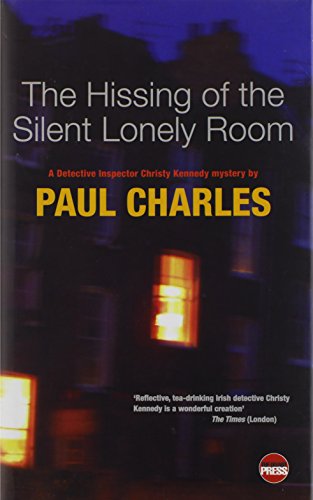 The Hissing of the
Silent Lonely Room
A Detective Inspector Christy Kennedy mystery by
PAUL CHARLES
‘Reflective, tea-drinking Irish detective Christy
Kennedy is a wonderful creation’
The Times (London)
PRESS